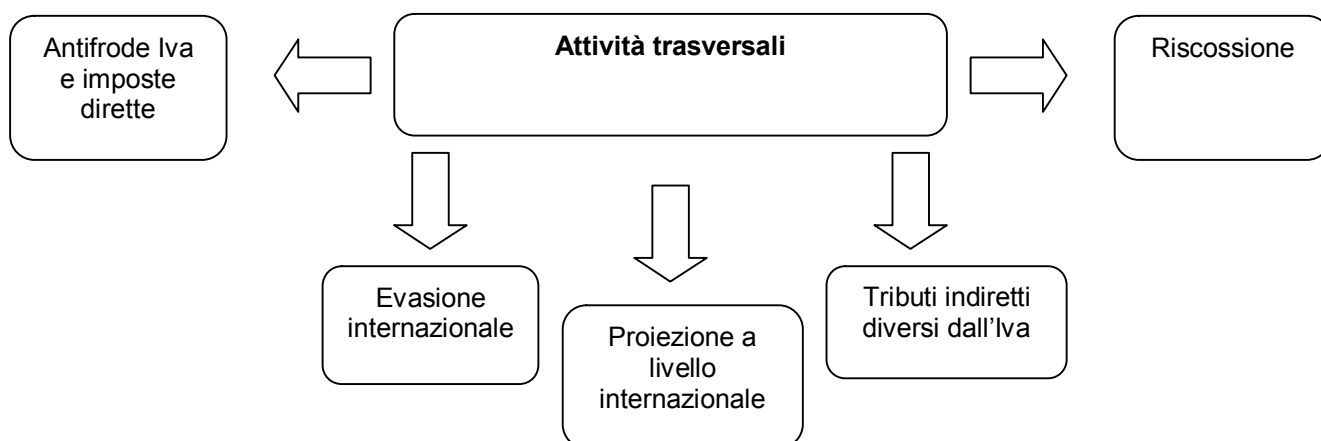 Antifrode Iva
e imposte
dirette
Attività trasversali
Riscossione
Evasione
internazionale
Proiezione a
livello
internazionale
Tributi indiretti
diversi dall'Iva